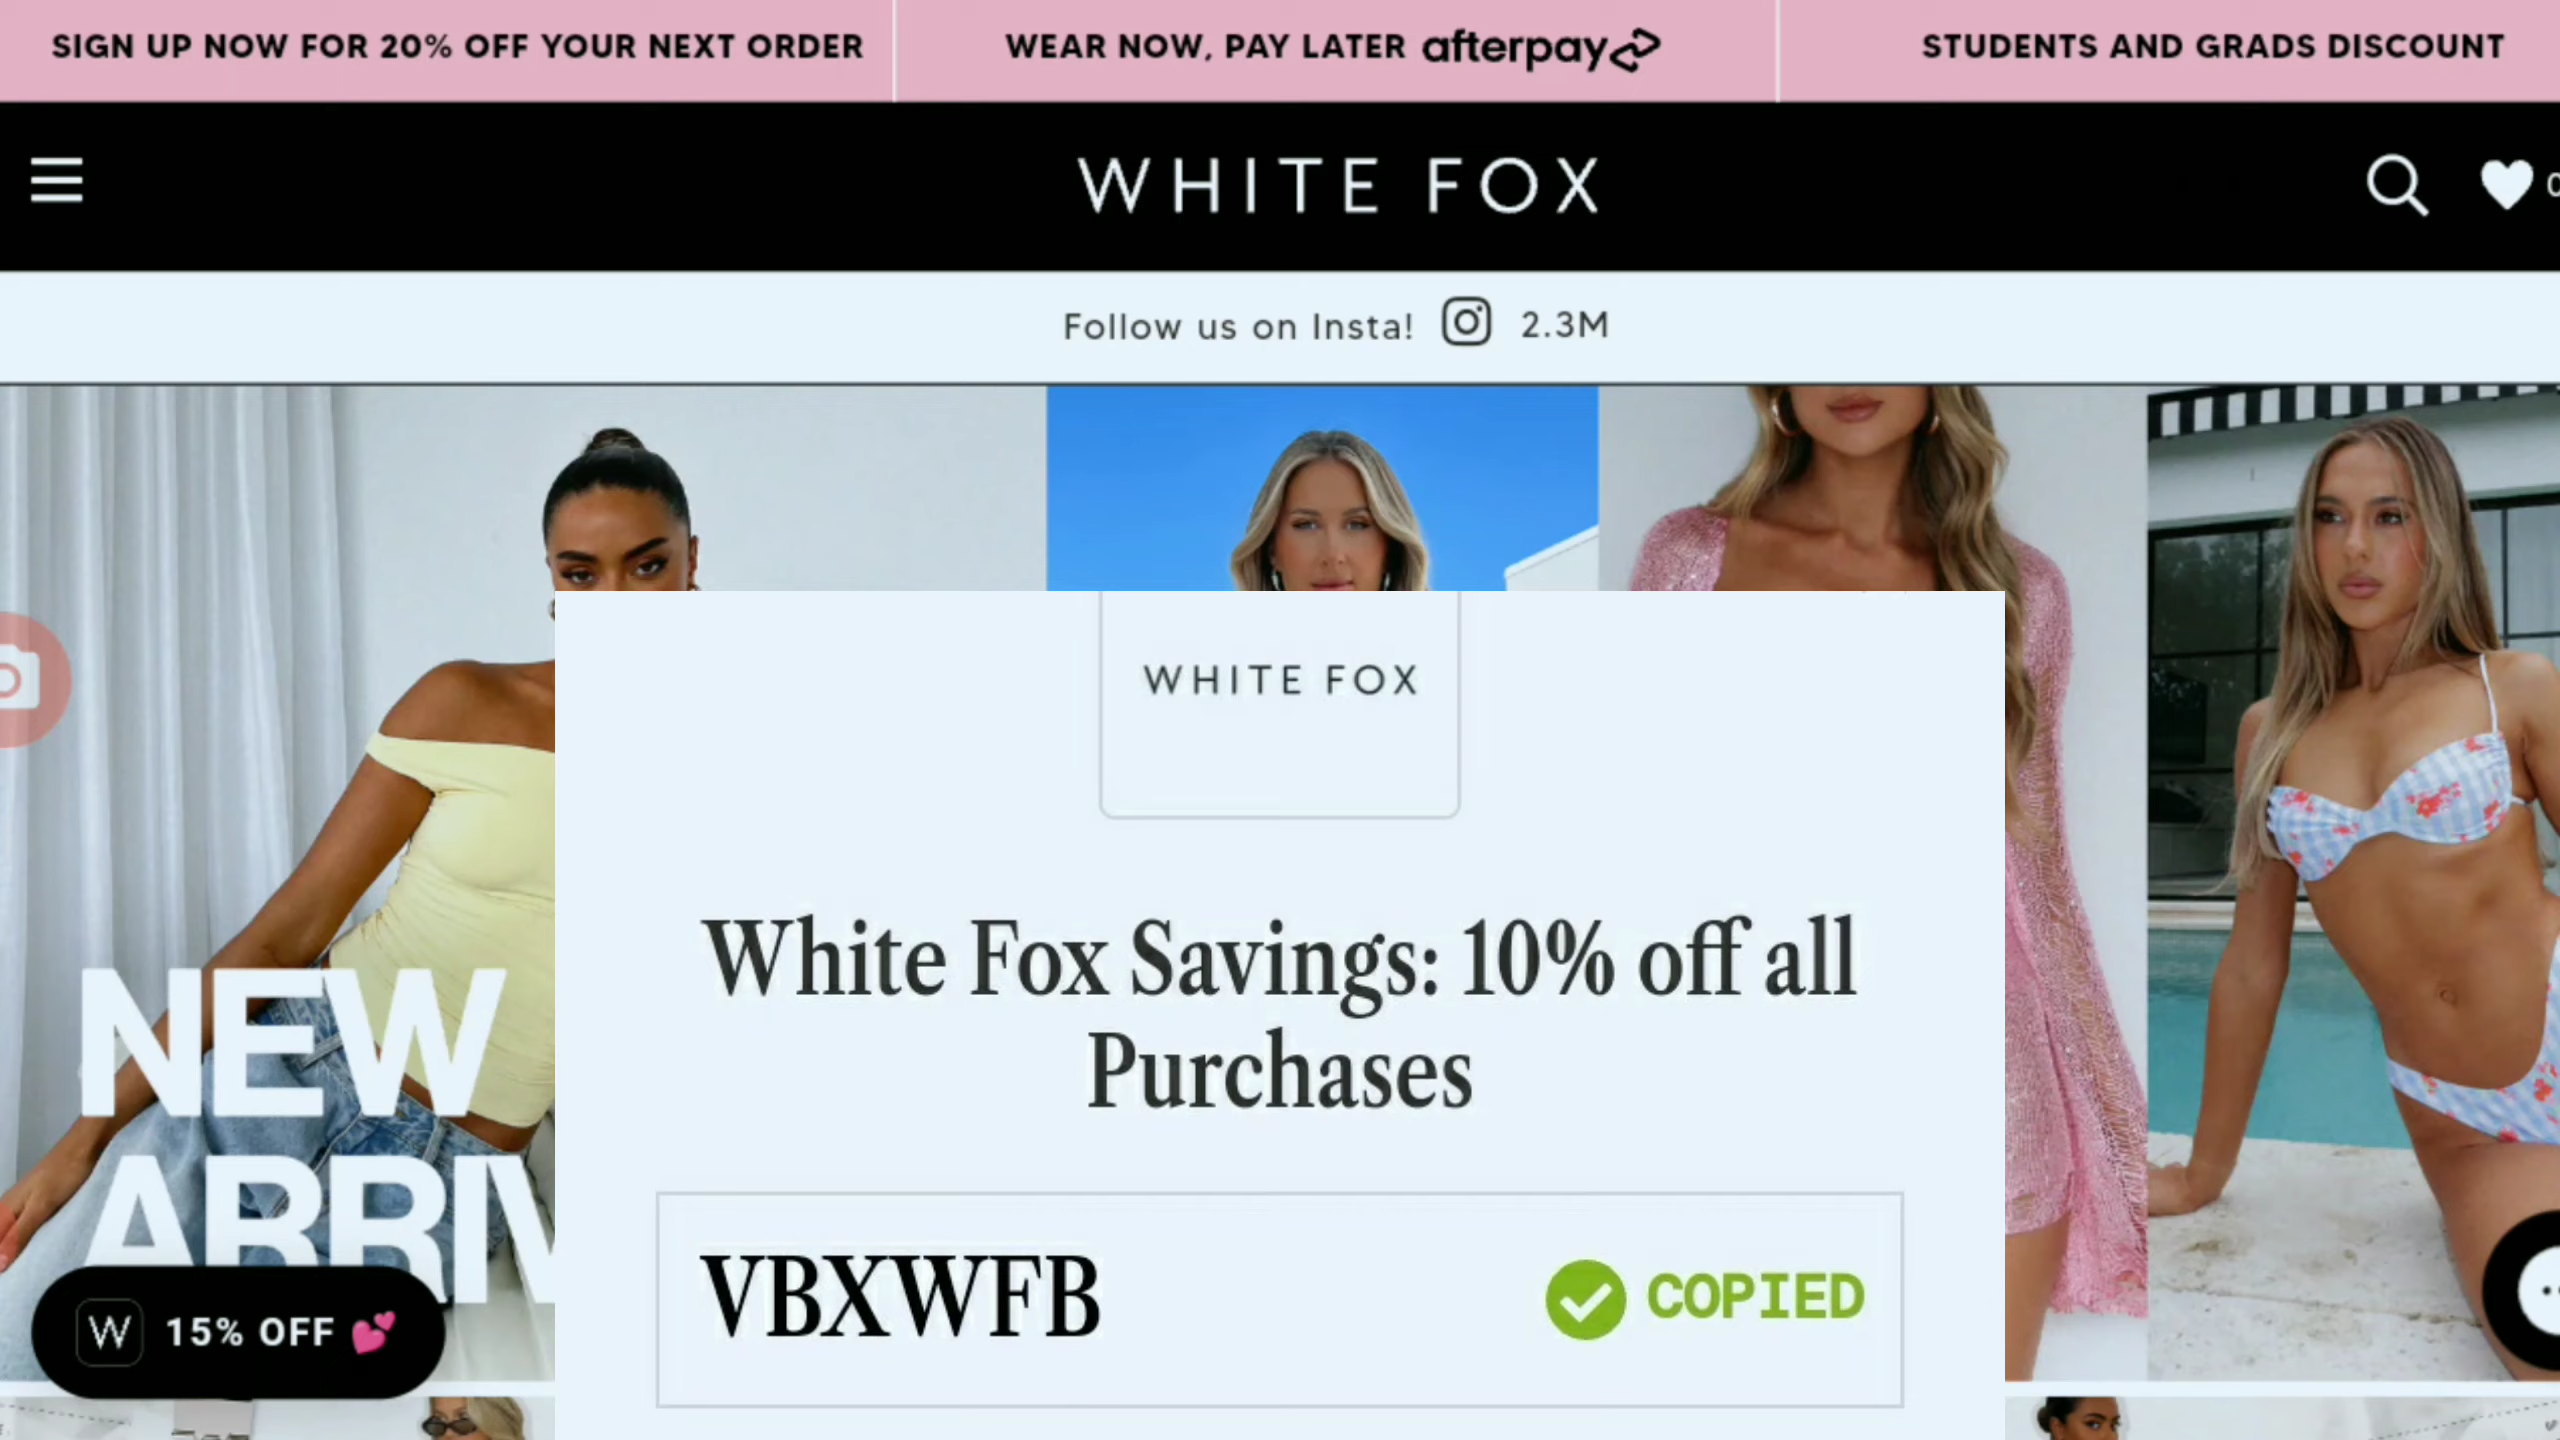 SIGN UP NOW FOR 20% OFF YOUR NEXT ORDER
WEAR NOW, PAY LATER afterpay
STUDENTS AND GRADS DISCOUNT
WHITE FOX
0
Follow us on Insta! 2.3M
NEW
ARRIV
W 15% OFF 💕
WHITE FOX
White Fox Savings: 10% off all
Purchases
VBXWFB
COPIED